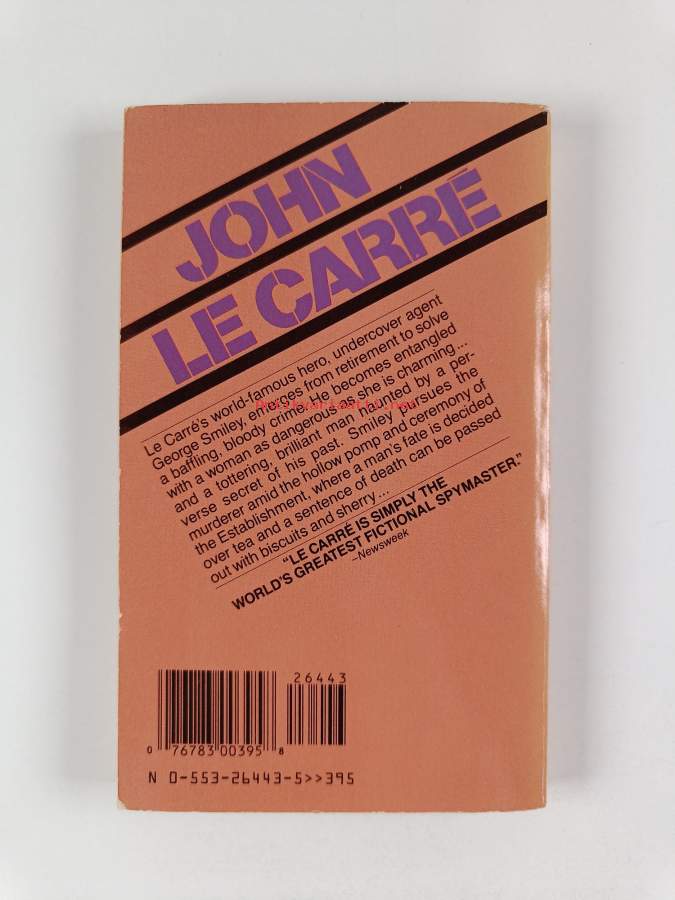 JOHN
LE CARRÉ
Le Carré's world-famous hero, undercover agent
George Smiley, emerges from retirement to solve
a baffling, bloody crime. He becomes entangled
with a woman as dangerous as she is charming...
and a tottering, brilliant man haunted by a per-
verse secret of his past. Smiley pursues the
murderer amid the hollow pomp and ceremony of
the Establishment, where a man's fate is decided
over tea and a sentence of death can be passed
out with biscuits and sherry...
"LE CARRÉ IS SIMPLY THE
WORLD'S GREATEST FICTIONAL SPYMASTER."
—Newsweek
Antikvariaatti.net
26443
0 76783 00395 8
N 0-553-26443-5>>395